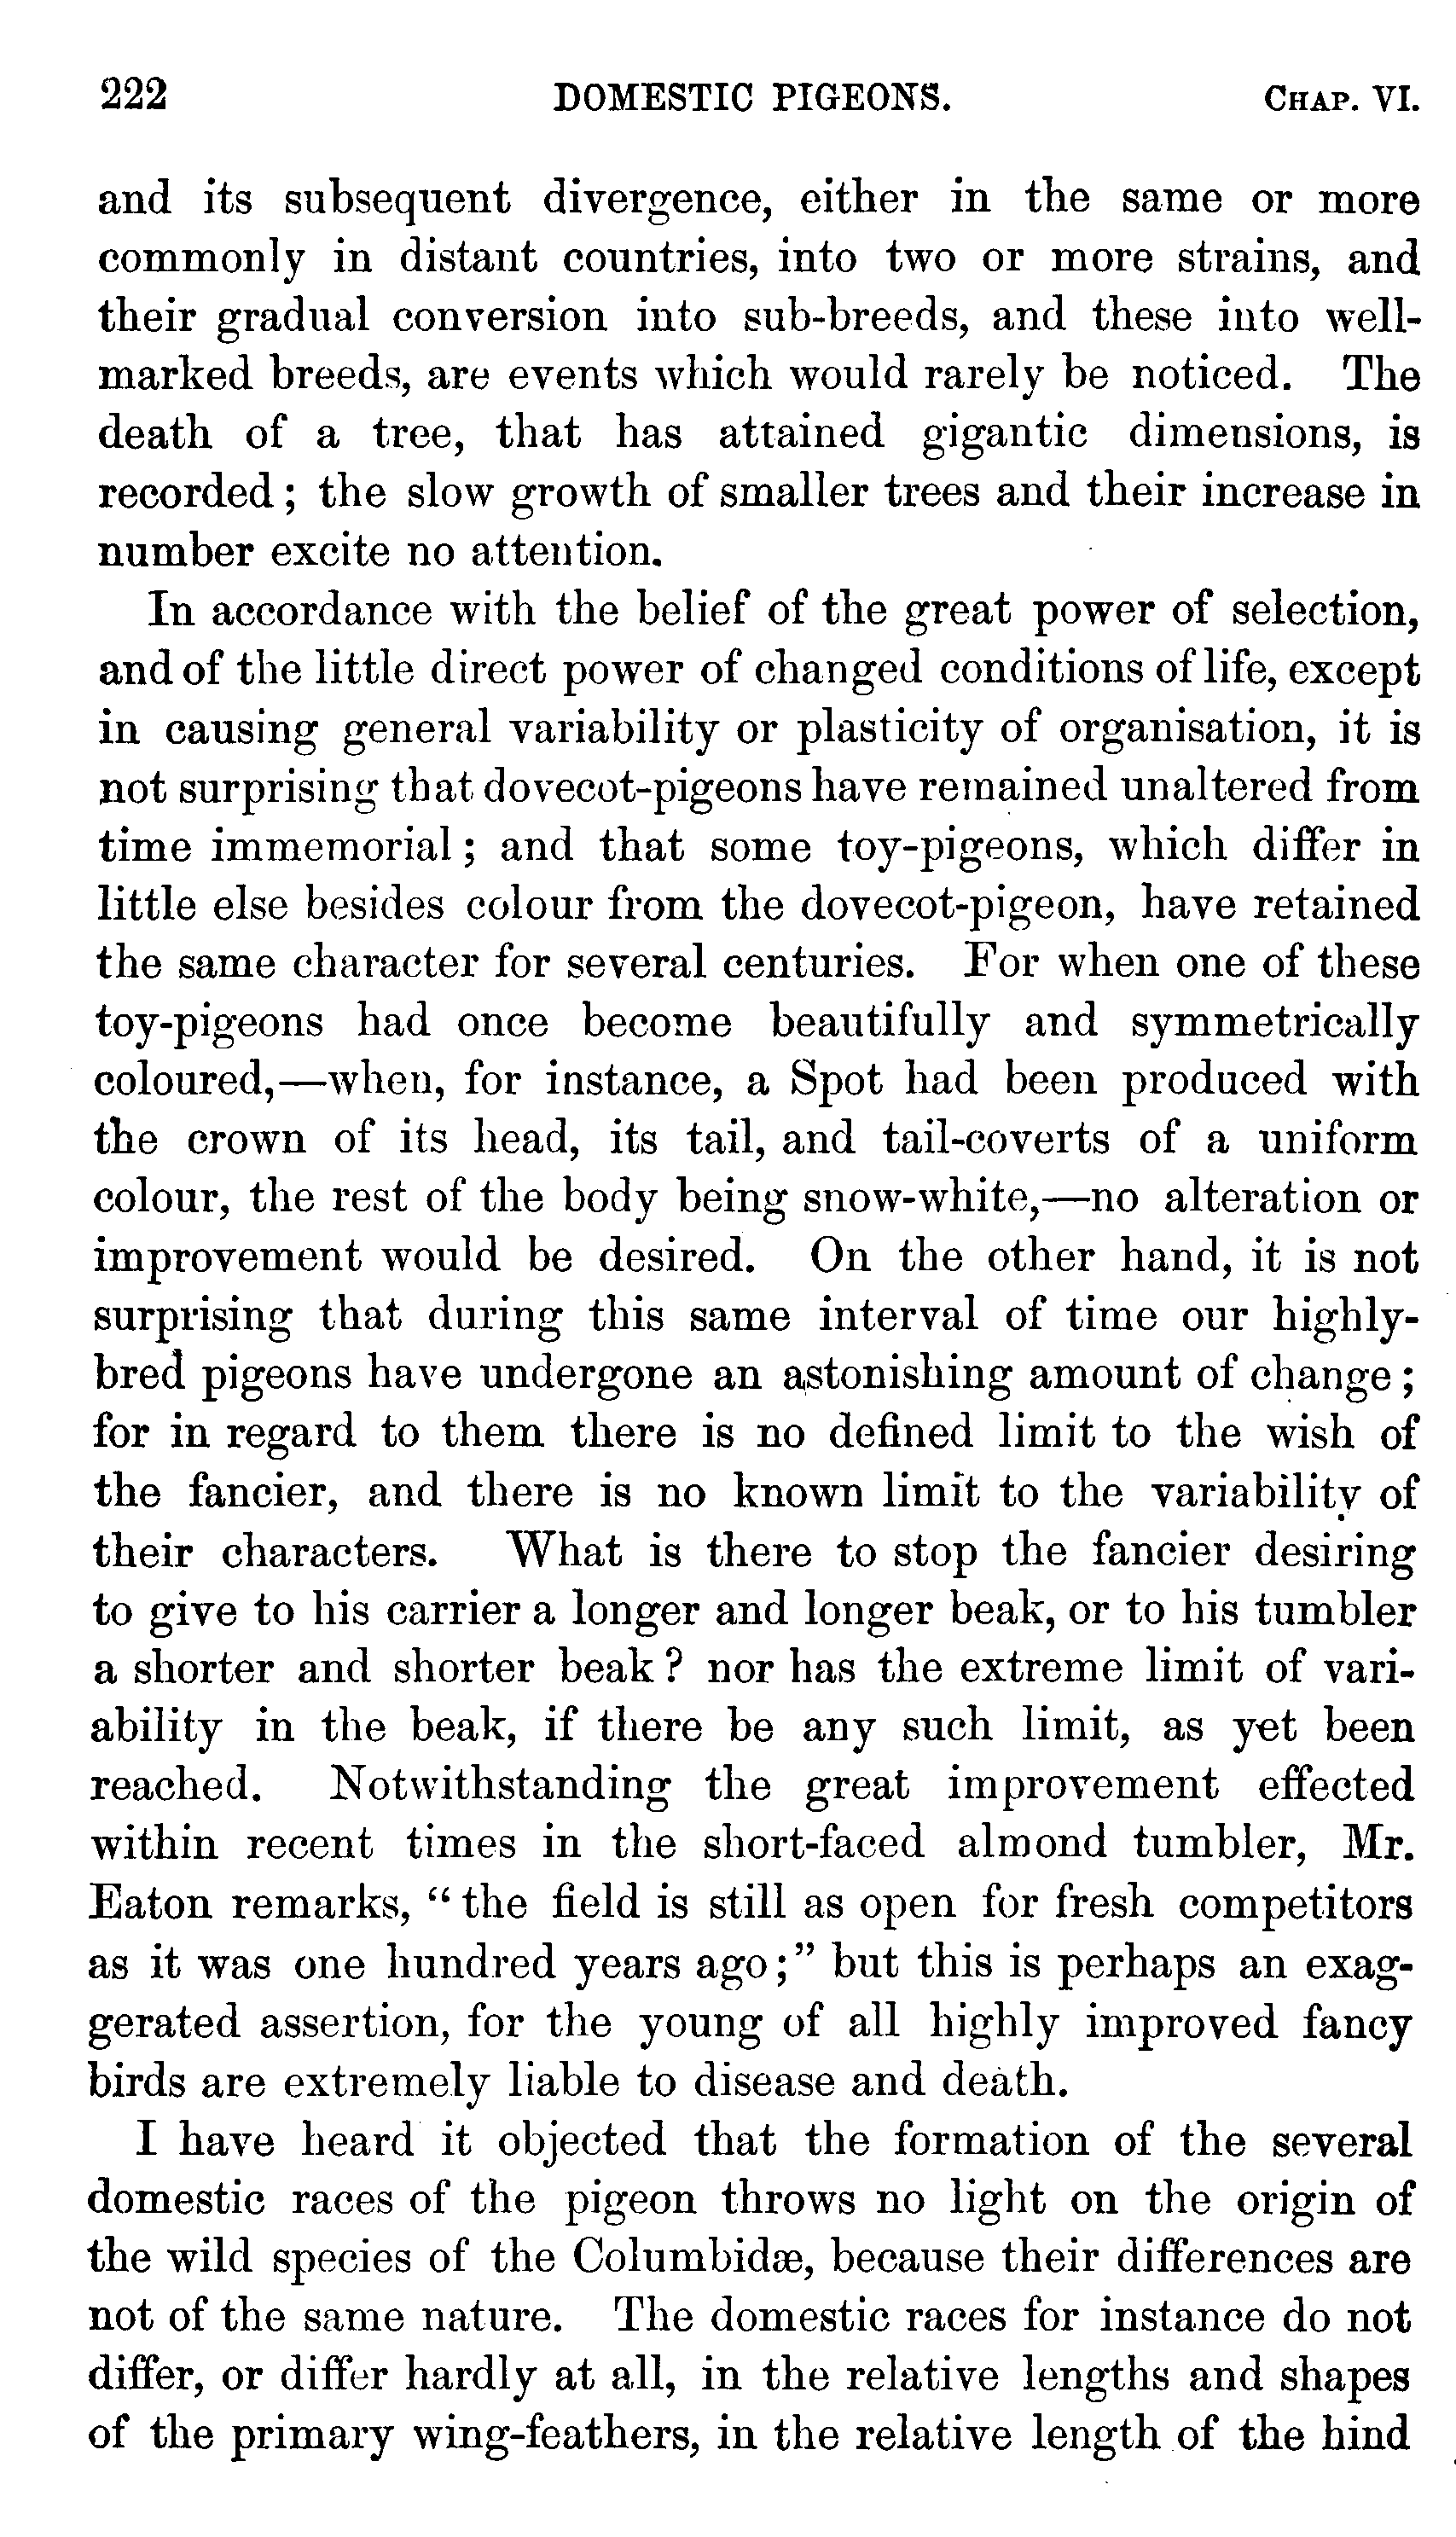 222 DOMESTIC PIGEONS. CHAP. VI.
and its subsequent divergence, either in the same or more
commonly in distant countries, into two or more strains, and
their gradual conversion into sub-breeds, and these into well-
marked breeds, are events which would rarely be noticed. The
death of a tree, that has attained gigantic dimensions, is
recorded; the slow growth of smaller trees and their increase in
number excite no attention.
In accordance with the belief of the great power of selection,
and of the little direct power of changed conditions of life, except
in causing general variability or plasticity of organisation, it is
not surprising that dovecot-pigeons have remained unaltered from
time immemorial; and that some toy-pigeons, which differ in
little else besides colour from the dovecot-pigeon, have retained
the same character for several centuries. For when one of these
toy-pigeons had once become beautifully and symmetrically
coloured,—when, for instance, a Spot had been produced with
the crown of its head, its tail, and tail-coverts of a uniform
colour, the rest of the body being snow-white,—no alteration or
improvement would be desired. On the other hand, it is not
surprising that during this same interval of time our highly-
bred pigeons have undergone an astonishing amount of change;
for in regard to them there is no defined limit to the wish of
the fancier, and there is no known limit to the variability of
their characters. What is there to stop the fancier desiring
to give to his carrier a longer and longer beak, or to his tumbler
a shorter and shorter beak? nor has the extreme limit of vari-
ability in the beak, if there be any such limit, as yet been
reached. Notwithstanding the great improvement effected
within recent times in the short-faced almond tumbler, Mr.
Eaton remarks, "the field is still as open for fresh competitors
as it was one hundred years ago;" but this is perhaps an exag-
gerated assertion, for the young of all highly improved fancy
birds are extremely liable to disease and death.
I have heard it objected that the formation of the several
domestic races of the pigeon throws no light on the origin of
the wild species of the Columbidæ, because their differences are
not of the same nature. The domestic races for instance do not
differ, or differ hardly at all, in the relative lengths and shapes
of the primary wing-feathers, in the relative length of the hind